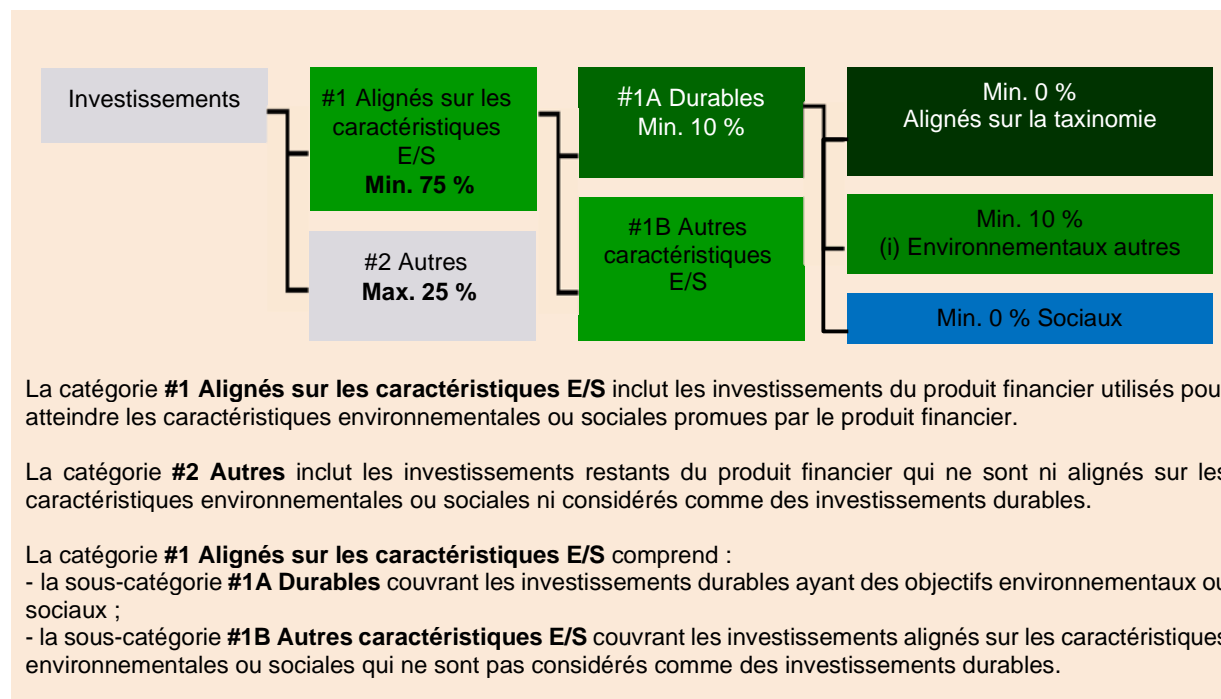 Investissements
#1 Alignés sur les
caractéristiques
E/S
Min. 75 %
#2 Autres
Max. 25 %
#1A Durables
Min. 10 %
#1B Autres
caractéristiques
E/S
Min. 0 %
Alignés sur la taxinomie
Min. 10 %
(i) Environnementaux autres
Min. 0 % Sociaux
La catégorie #1 Alignés sur les caractéristiques E/S inclut les investissements du produit financier utilisés pou
atteindre les caractéristiques environnementales ou sociales promues par le produit financier.
La catégorie #2 Autres inclut les investissements restants du produit financier qui ne sont ni alignés sur les
caractéristiques environnementales ou sociales ni considérés comme des investissements durables.
La catégorie #1 Alignés sur les caractéristiques E/S comprend :
- la sous-catégorie #1A Durables couvrant les investissements durables ayant des objectifs environnementaux ou
sociaux ;
- la sous-catégorie #1B Autres caractéristiques E/S couvrant les investissements alignés sur les caractéristiques
environnementales ou sociales qui ne sont pas considérés comme des investissements durables.